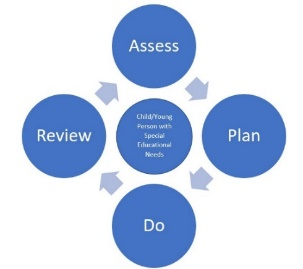 Assess
Review
Child/Young
Person with
Special
Educational
Needs
Plan
Do